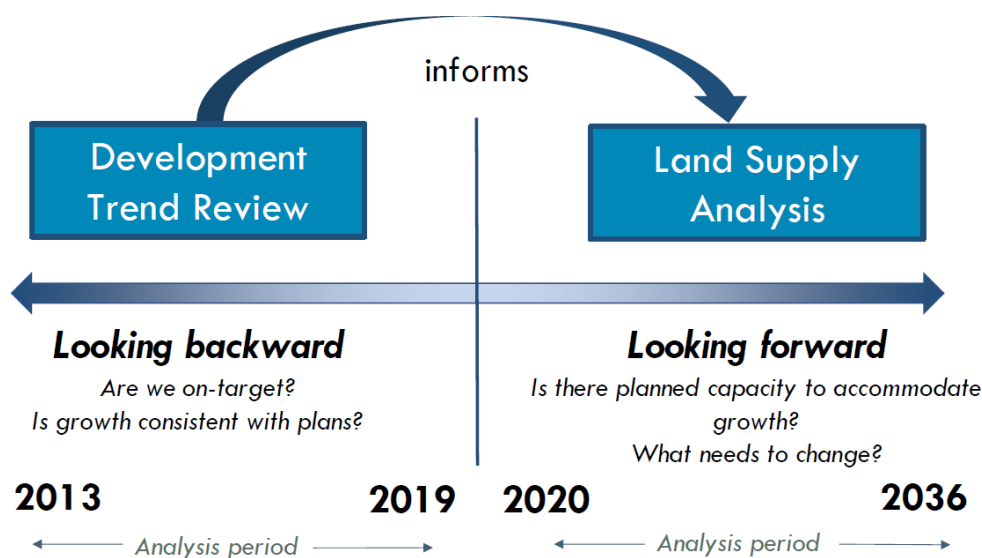 informs
Development
Trend Review
Land Supply
Analysis
Looking backward
Are we on-target?
Is growth consistent with plans?
Looking forward
Is there planned capacity to accommodate
growth?
What needs to change?
2013
2019
2020
2036
Analysis period
Analysis period